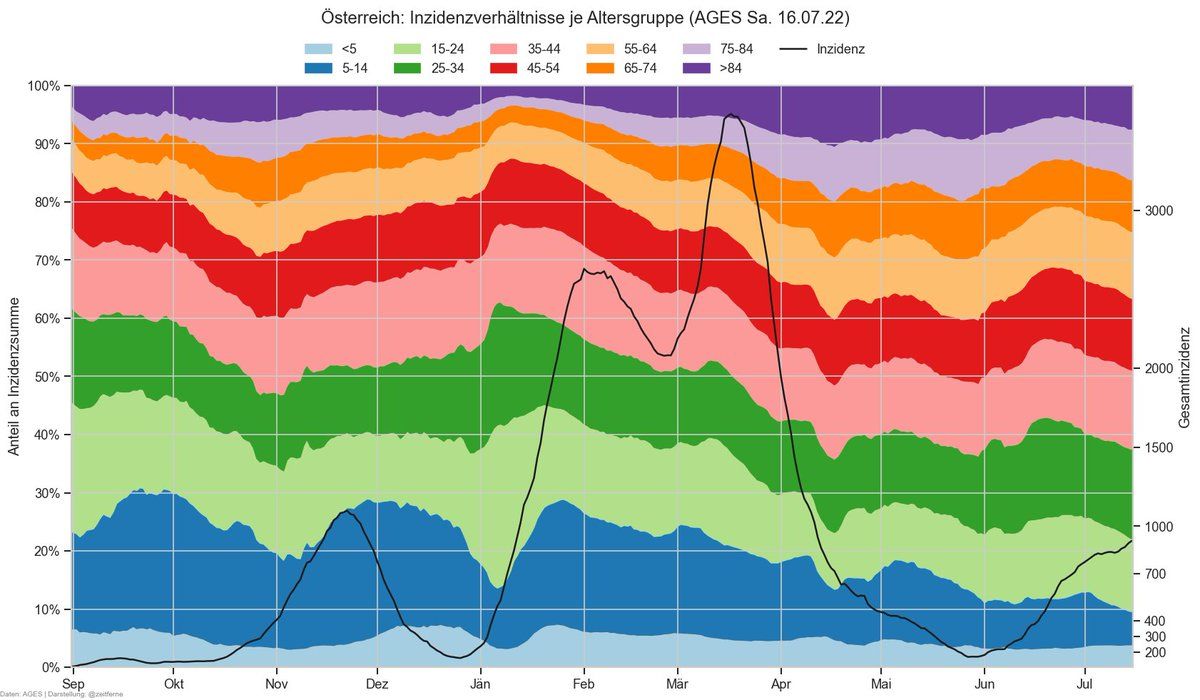 Österreich: Inzidenzverhältnisse je Altersgruppe (AGES Sa. 16.07.22)
<5 15-24 35-44 55-64 75-84 Inzidenz
5-14 25-34 45-54 65-74 >84
100%
90%
80%
70%
60%
50%
40%
30%
20%
10%
0%
Anteil an Inzidenzsumme
3000
2000
1500
1000
700
400
300
200
Gesamtinzidenz
Sep Okt Nov Dez Jän Feb Mär Apr Mai Jun Jul
Daten: AGES | Darstellung: @zeitferne